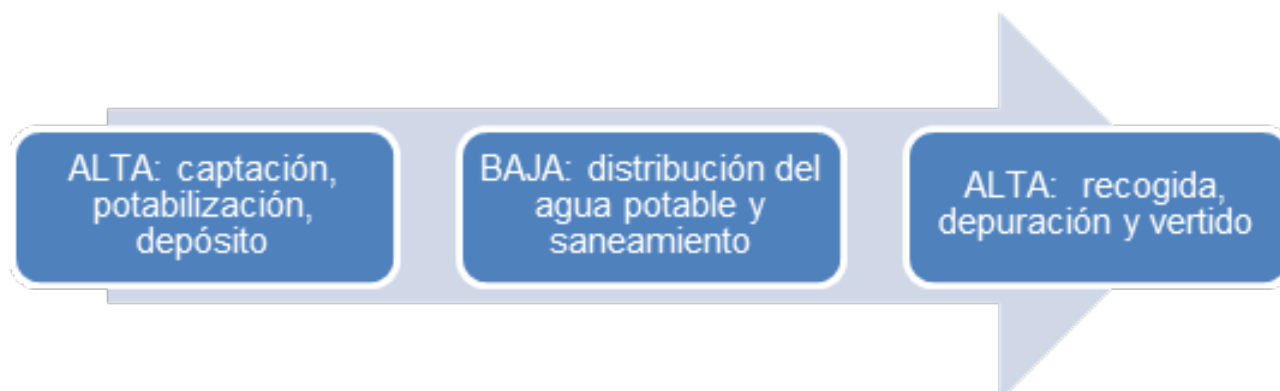 ALTA: captación,
potabilización,
depósito
BAJA: distribución del
agua potable y
saneamiento
ALTA:  recogida,
depuración y vertido